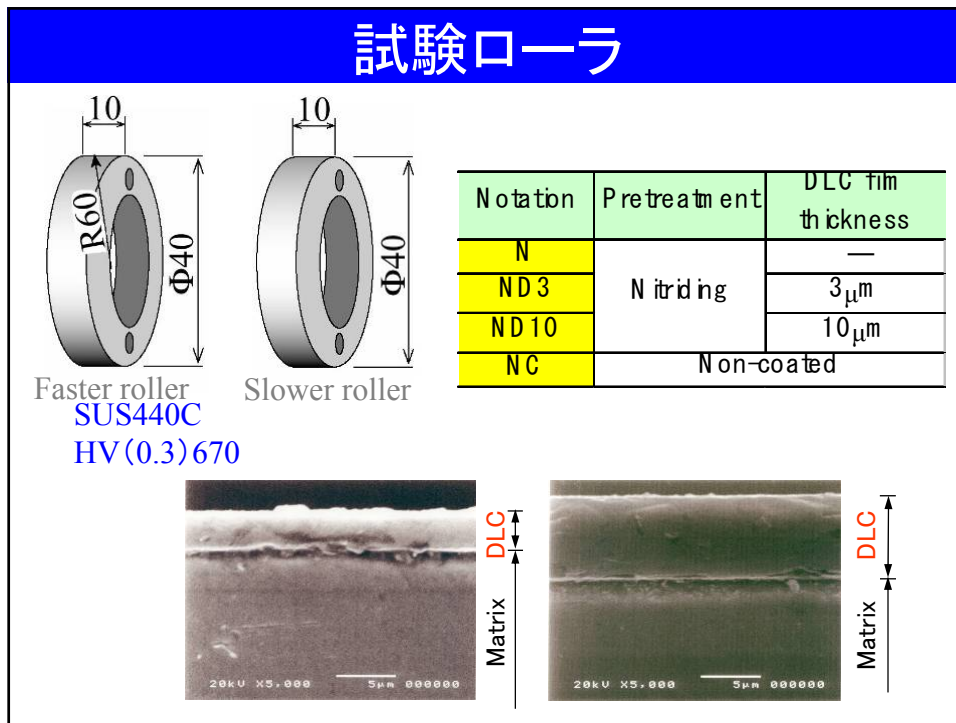 試験ローラ
10
R60
Φ40
Faster roller
10
Φ40
Slower roller
SUS440C
HV(0.3)670
Notation Pretreatment DLC film
thickness
N Nitriding —
ND3 3μm
ND10 10μm
NC Non-coated
DLC
Matrix
20kV X5,000 5μm 000000
DLC
Matrix
20kV X5,000 5μm 000000